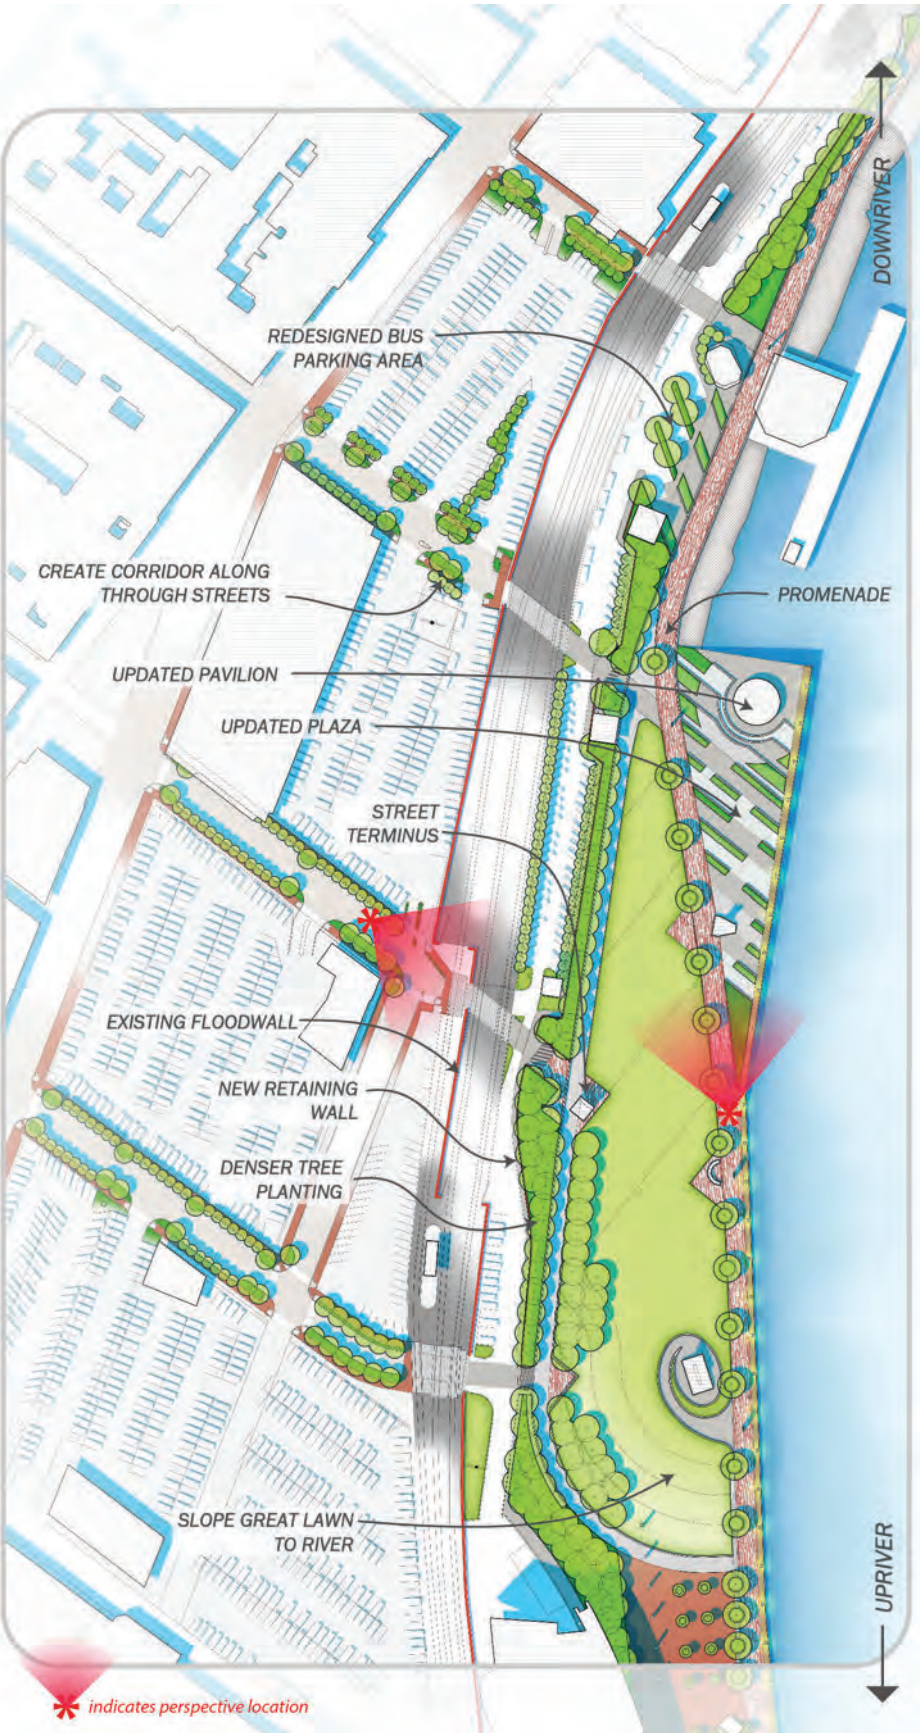 DOWNRIVER
REDESIGNED BUS
PARKING AREA
CREATE CORRIDOR ALONG
THROUGH STREETS
PROMENADE
UPDATED PAVILION
UPDATED PLAZA
STREET
TERMINUS
EXISTING FLOODWALL
NEW RETAINING
WALL
DENSER TREE
PLANTING
SLOPE GREAT LAWN
TO RIVER
UPRIVER
* indicates perspective location